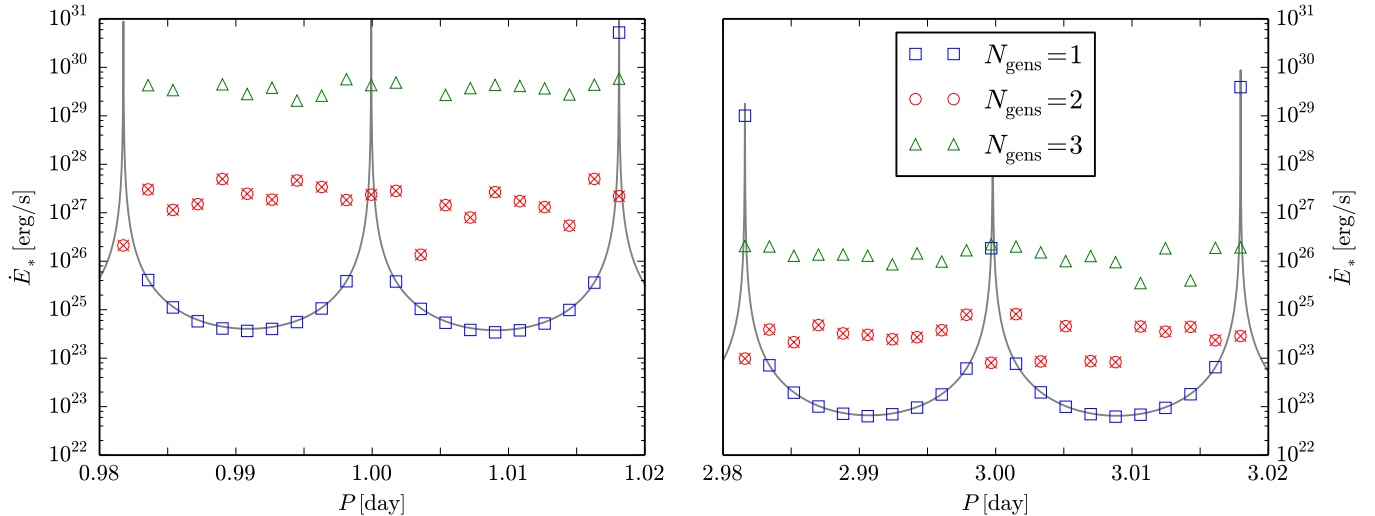 10^31
10^30
10^29
10^28
10^27
10^26
10^25
10^23
10^23
10^22
Ė_* [erg/s]
0.98 0.99 1.00 1.01 1.02
P [day]
N_gens = 1
N_gens = 2
N_gens = 3
2.98 2.99 3.00 3.01 3.02
P [day]
10^31
10^30
10^29
10^28
10^27
10^26
10^25
10^23
10^23
10^22
Ė_* [erg/s]